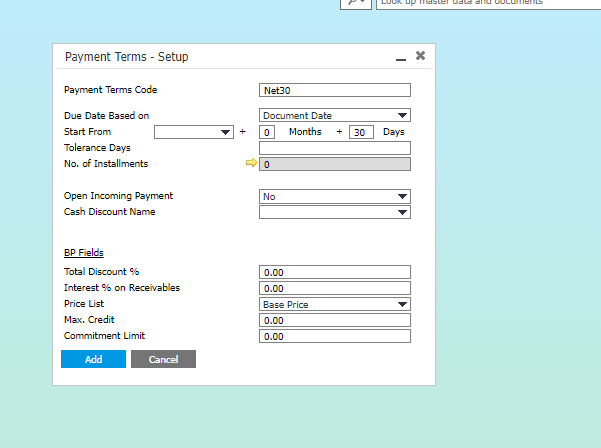 Look up master data and documents
Payment Terms - Setup
Payment Terms Code Net30
Due Date Based on Document Date
Start From + 0 Months + 30 Days
Tolerance Days
No. of Installments 0
Open Incoming Payment No
Cash Discount Name
BP Fields
Total Discount % 0.00
Interest % on Receivables 0.00
Price List Base Price
Max. Credit 0.00
Commitment Limit 0.00
Add Cancel